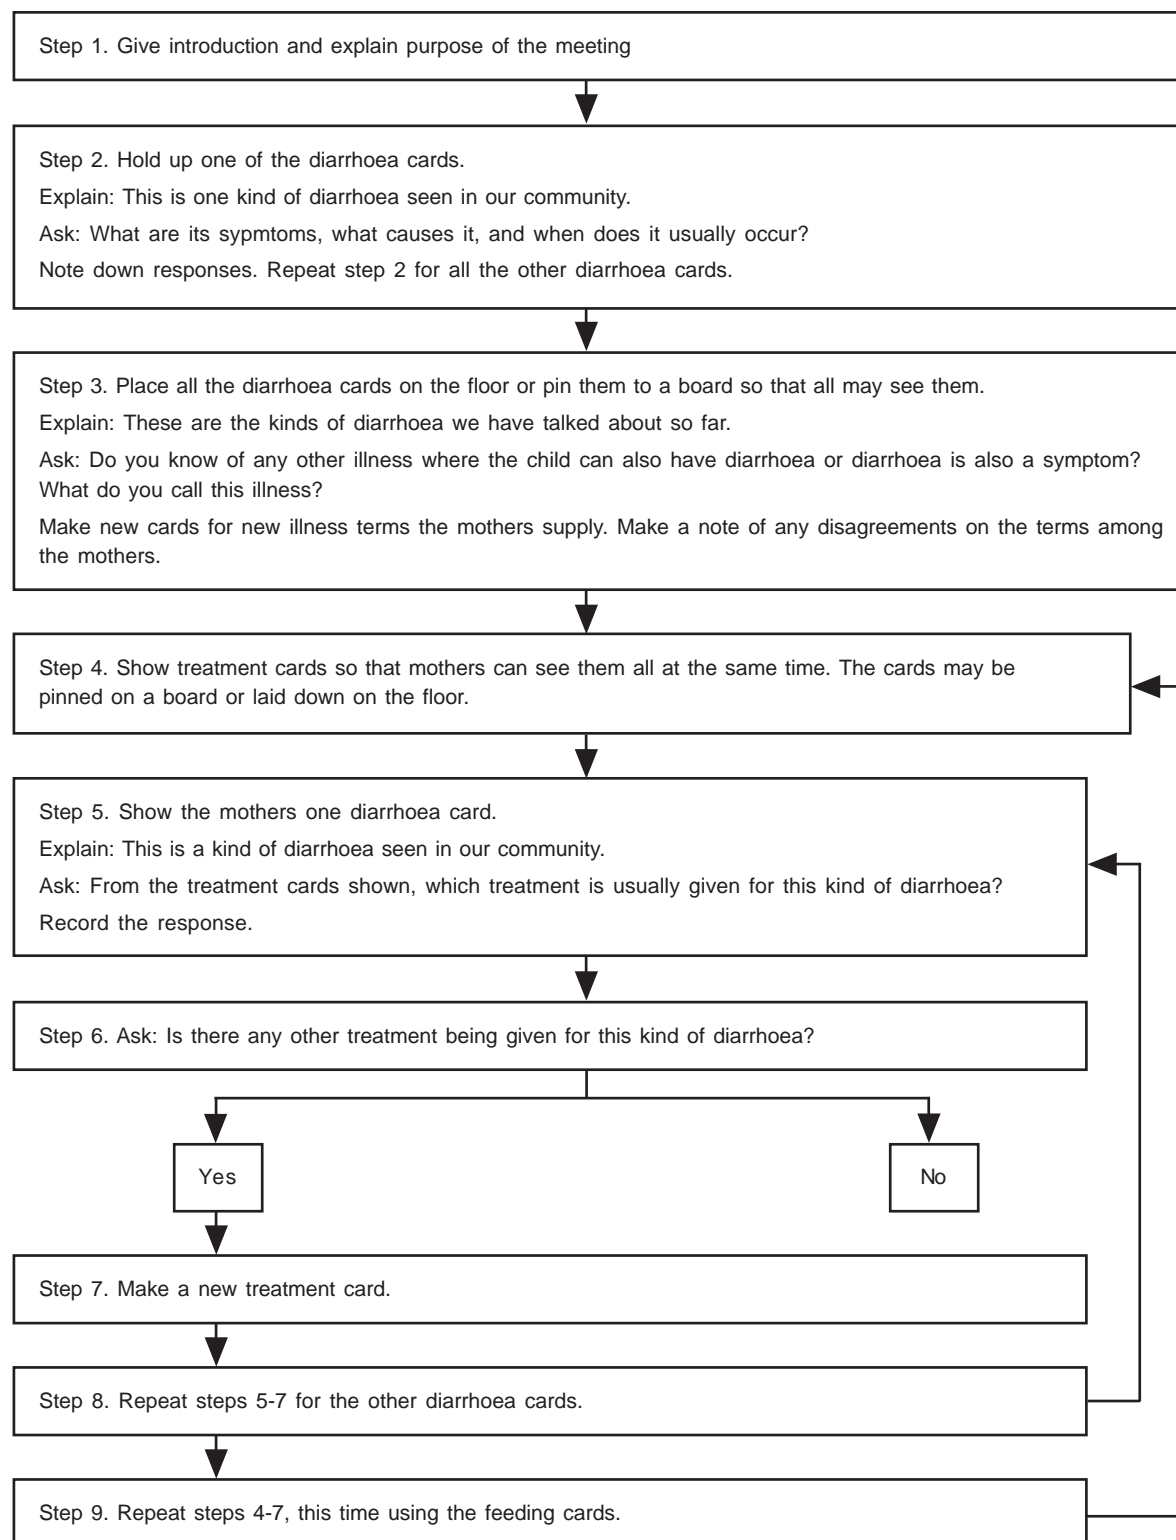 Step 1. Give introduction and explain purpose of the meeting
Step 2. Hold up one of the diarrhoea cards.
Explain: This is one kind of diarrhoea seen in our community.
Ask: What are its sypmtoms, what causes it, and when does it usually occur?
Note down responses. Repeat step 2 for all the other diarrhoea cards.
Step 3. Place all the diarrhoea cards on the floor or pin them to a board so that all may see them.
Explain: These are the kinds of diarrhoea we have talked about so far.
Ask: Do you know of any other illness where the child can also have diarrhoea or diarrhoea is also a symptom?
What do you call this illness?
Make new cards for new illness terms the mothers supply. Make a note of any disagreements on the terms among
the mothers.
Step 4. Show treatment cards so that mothers can see them all at the same time. The cards may be
pinned on a board or laid down on the floor.
Step 5. Show the mothers one diarrhoea card.
Explain: This is a kind of diarrhoea seen in our community.
Ask: From the treatment cards shown, which treatment is usually given for this kind of diarrhoea?
Record the response.
Step 6. Ask: Is there any other treatment being given for this kind of diarrhoea?
Yes
No
Step 7. Make a new treatment card.
Step 8. Repeat steps 5-7 for the other diarrhoea cards.
Step 9. Repeat steps 4-7, this time using the feeding cards.